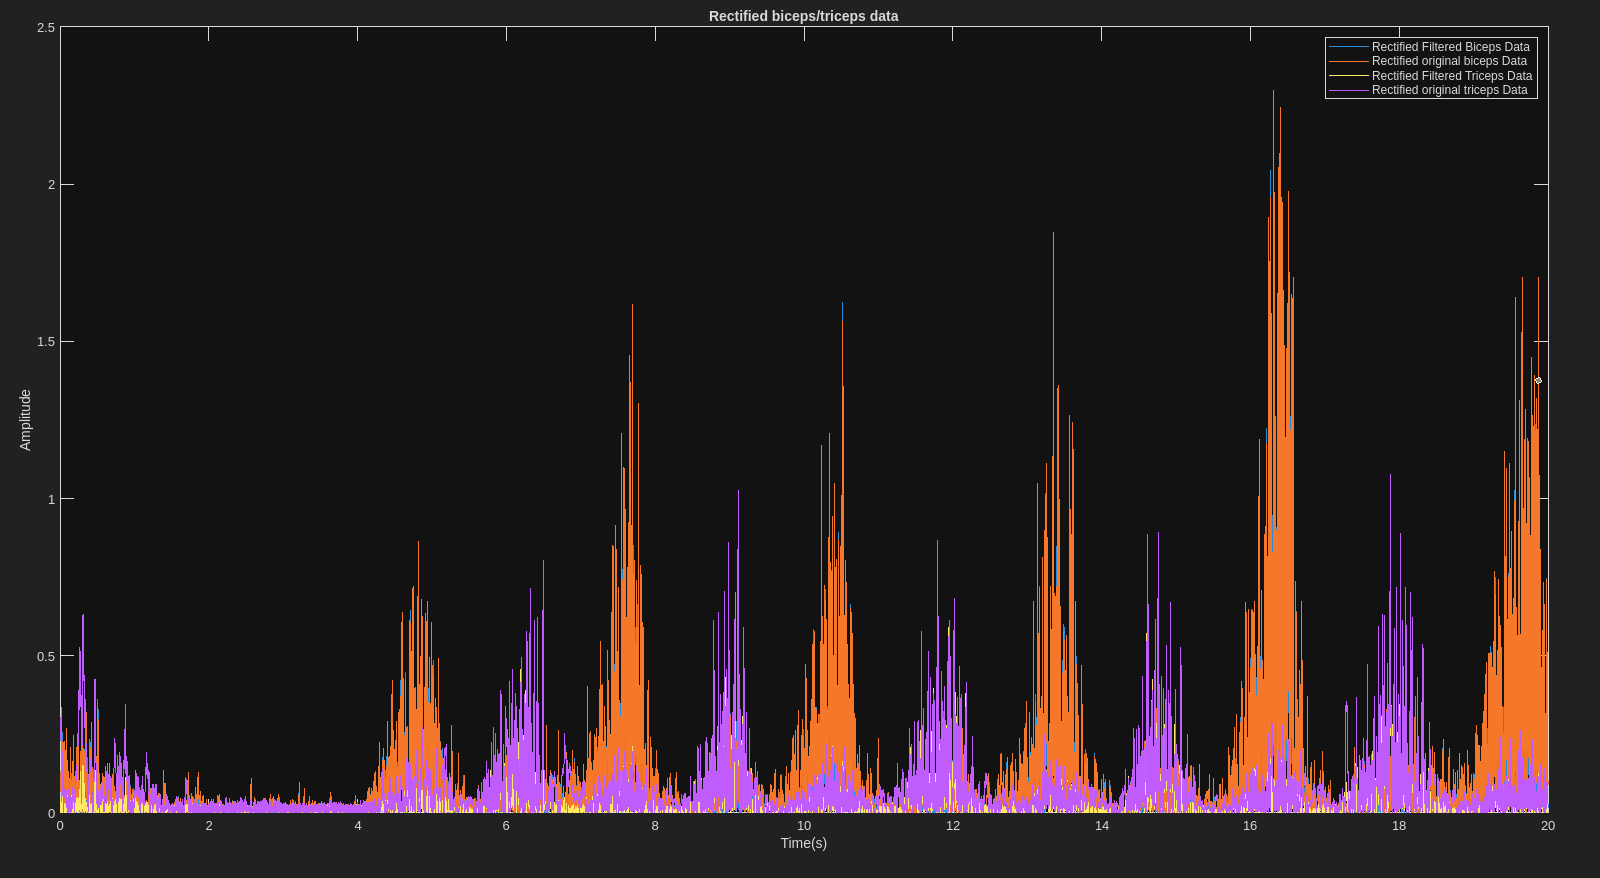 Rectified biceps/triceps data
2.5
2
1.5
1
0.5
0
Amplitude
Rectified Filtered Biceps Data
Rectified original biceps Data
Rectified Filtered Triceps Data
Rectified original triceps Data
0 2 4 6 8 10 12 14 16 18 20
Time(s)